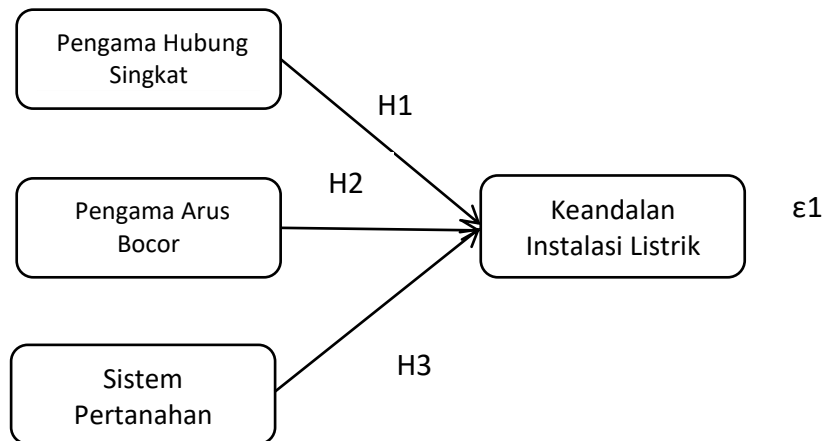 Pengama Hubung
Singkat
H1
H2
Pengama Arus
Bocor
Keandalan
Instalasi Listrik
ε1
H3
Sistem
Pertanahan